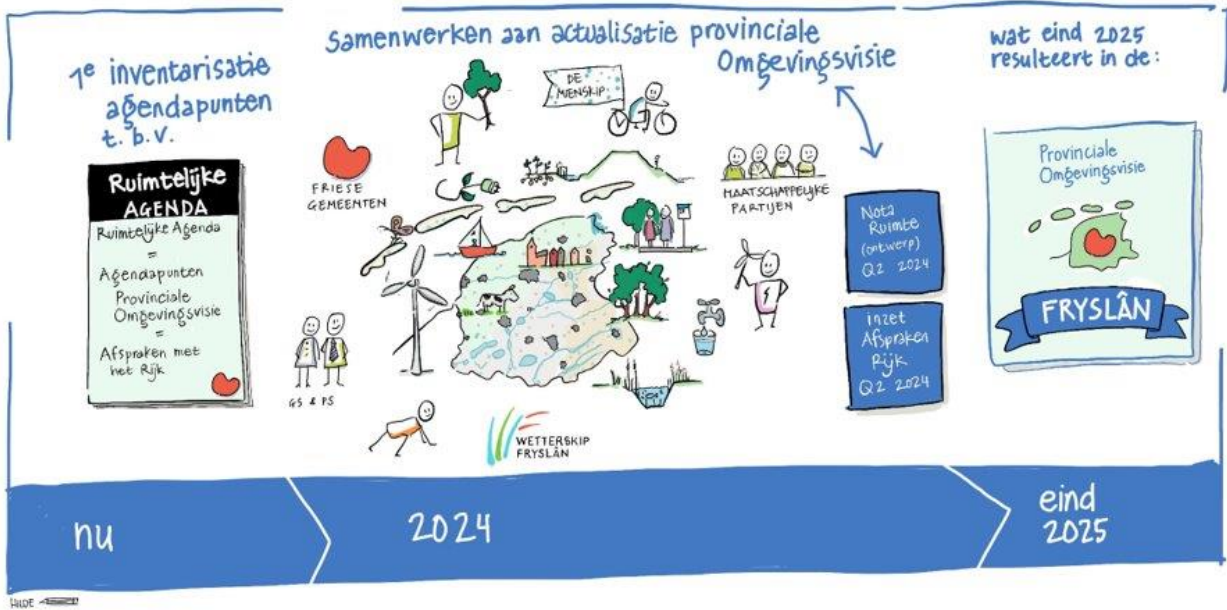 1e inventarisatie
agendapunten
t.b.v.
Ruimtelijke
AGENDA
Ruimtelijke Agenda
=
Agendapunten
Provinciale
Omgevingsvisie
=
Afspraken met
het Rijk
samenwerken aan actualisatie provinciale
Omgevingsvisie
DE
MIENSKIP
FRIESE
GEMEENTEN
MAATSCHAPPELIJKE
PARTIJEN
GS & PS
WETTERSKIP
FRYSLÂN
Nota
Ruimte
(ontwerp)
Q2 2024
inzet
Afspraken
Rijk
Q2 2024
wat eind 2025
resulteert in de:
Provinciale
Omgevingsvisie
FRYSLÂN
nu
2024
eind
2025
HILDE